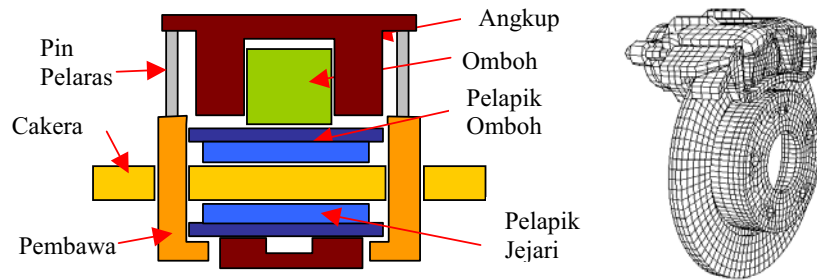 Angkup
Pin
Pelaras
Omboh
Pelapik
Omboh
Cakera
Pelapik
Jejari
Pembawa